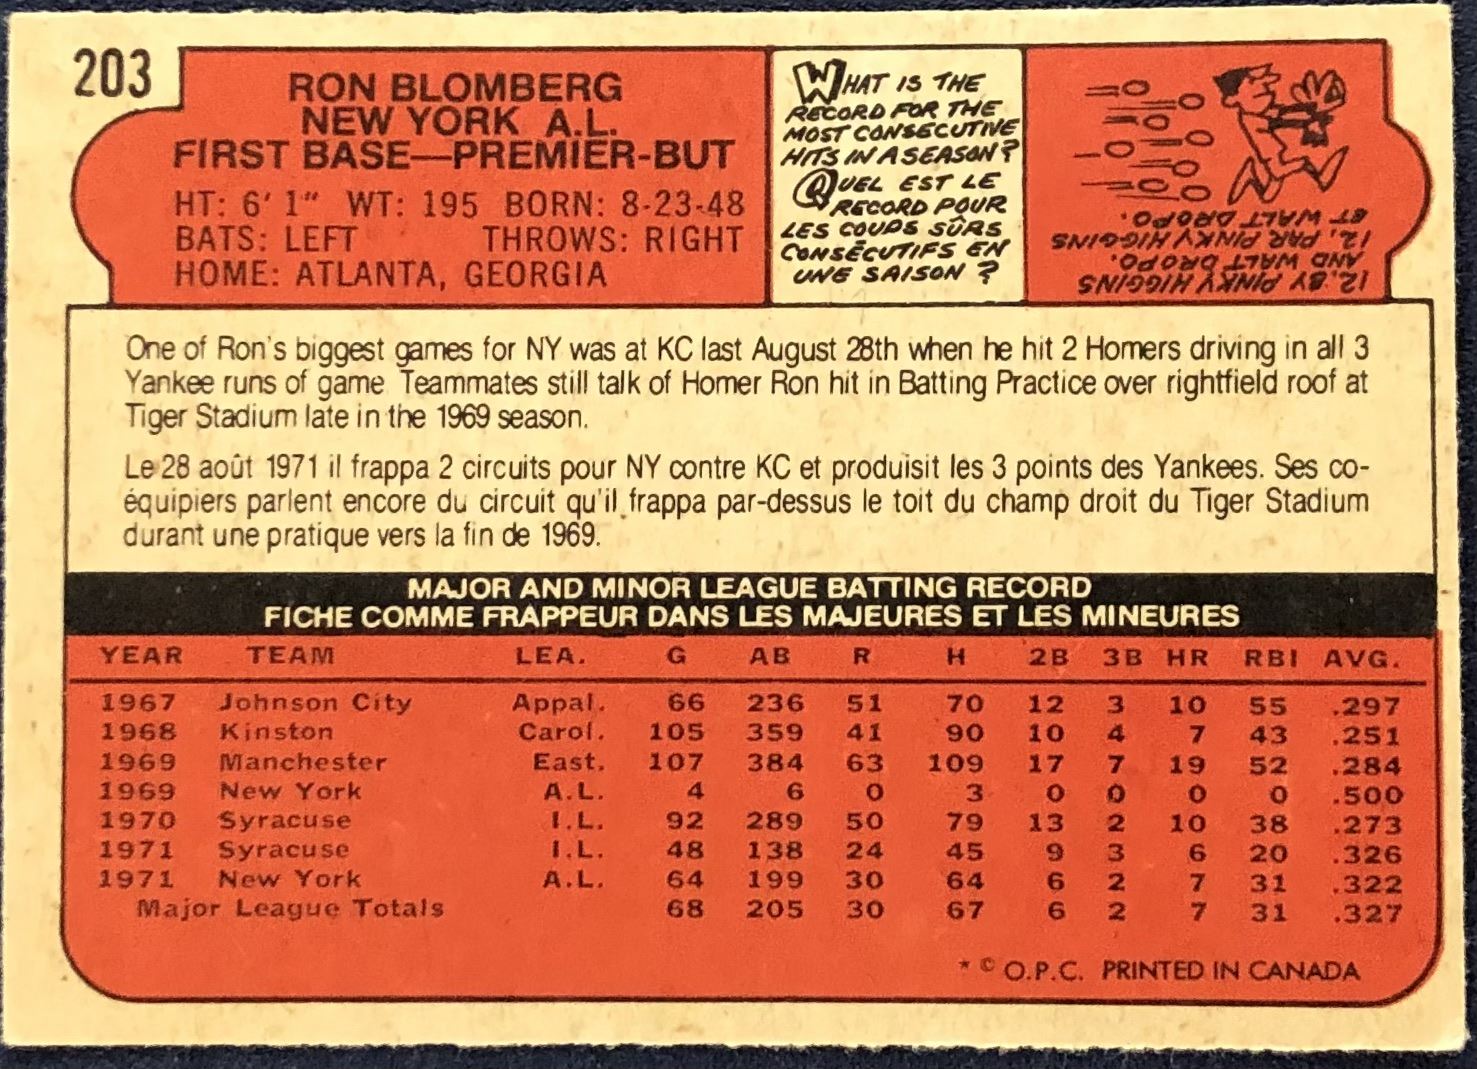 203
RON BLOMBERG
NEW YORK A.L.
FIRST BASE—PREMIER-BUT
HT: 6' 1" WT: 195 BORN: 8-23-48
BATS: LEFT THROWS: RIGHT
HOME: ATLANTA, GEORGIA
WHAT IS THE
RECORD FOR THE
MOST CONSECUTIVE
HITS IN A SEASON?
QUEL EST LE
RECORD POUR
LES COUPS SÛRS
CONSÉCUTIFS EN
UNE SAISON ?
12, BY PINKY HIGGINS
AND WALT DROPO.
12, PAR PINKY HIGGINS
ET WALT DROPO.
One of Ron's biggest games for NY was at KC last August 28th when he hit 2 Homers driving in all 3
Yankee runs of game. Teammates still talk of Homer Ron hit in Batting Practice over rightfield roof at
Tiger Stadium late in the 1969 season.
Le 28 août 1971 il frappa 2 circuits pour NY contre KC et produisit les 3 points des Yankees. Ses co-
équipiers parlent encore du circuit qu'il frappa par-dessus le toit du champ droit du Tiger Stadium
durant une pratique vers la fin de 1969.
MAJOR AND MINOR LEAGUE BATTING RECORD
FICHE COMME FRAPPEUR DANS LES MAJEURES ET LES MINEURES
YEAR TEAM LEA. G AB R H 2B 3B HR RBI AVG.
1967 Johnson City Appal. 66 236 51 70 12 3 10 55 .297
1968 Kinston Carol. 105 359 41 90 10 4 7 43 .251
1969 Manchester East. 107 384 63 109 17 7 19 52 .284
1969 New York A.L. 4 6 0 3 0 0 0 0 .500
1970 Syracuse I.L. 92 289 50 79 13 2 10 38 .273
1971 Syracuse I.L. 48 138 24 45 9 3 6 20 .326
1971 New York A.L. 64 199 30 64 6 2 7 31 .322
Major League Totals 68 205 30 67 6 2 7 31 .327
* © O.P.C. PRINTED IN CANADA